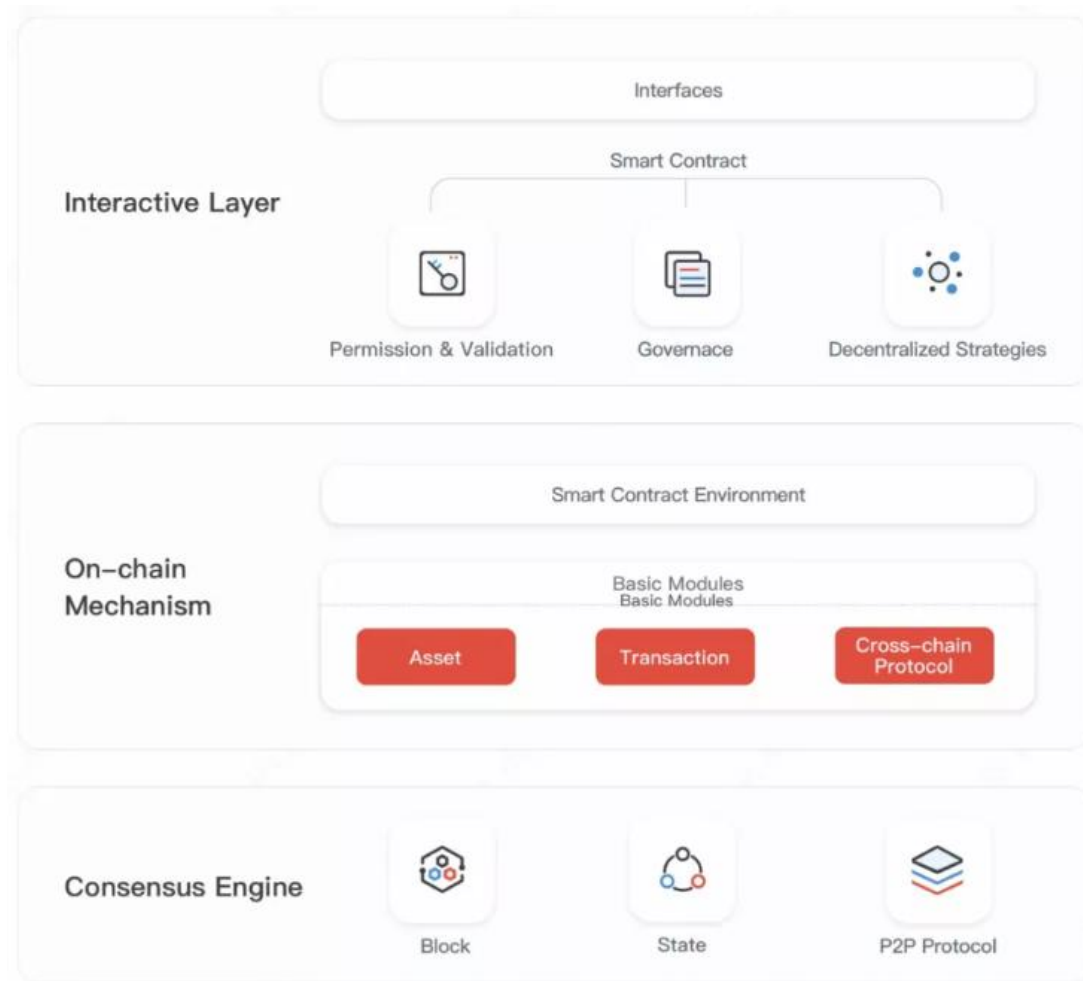 Interfaces
Smart Contract
Interactive Layer
Permission & Validation
Governace
Decentralized Strategies
Smart Contract Environment
On-chain
Mechanism
Basic Modules
Basic Modules
Asset
Transaction
Cross-chain
Protocol
Consensus Engine
Block
State
P2P Protocol